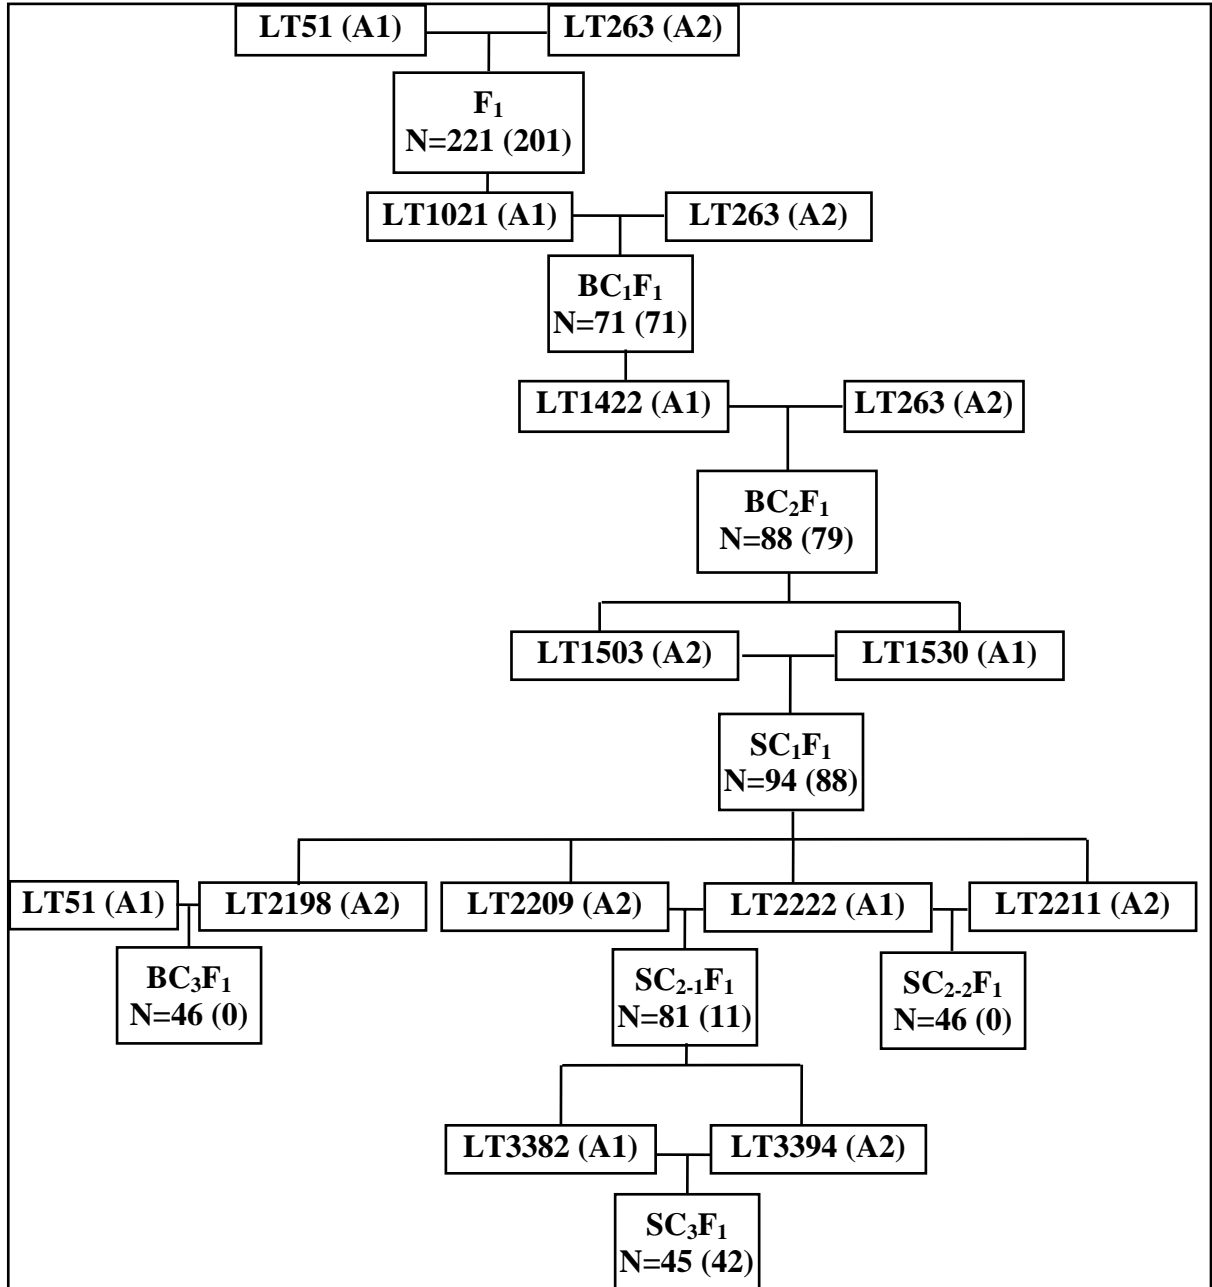 LT51 (A1)
LT263 (A2)
F₁
N=221 (201)
LT1021 (A1)
LT263 (A2)
BC₁F₁
N=71 (71)
LT1422 (A1)
LT263 (A2)
BC₂F₁
N=88 (79)
LT1503 (A2)
LT1530 (A1)
SC₁F₁
N=94 (88)
LT51 (A1)
LT2198 (A2)
LT2209 (A2)
LT2222 (A1)
LT2211 (A2)
BC₃F₁
N=46 (0)
SC₂₋₁F₁
N=81 (11)
SC₂₋₂F₁
N=46 (0)
LT3382 (A1)
LT3394 (A2)
SC₃F₁
N=45 (42)